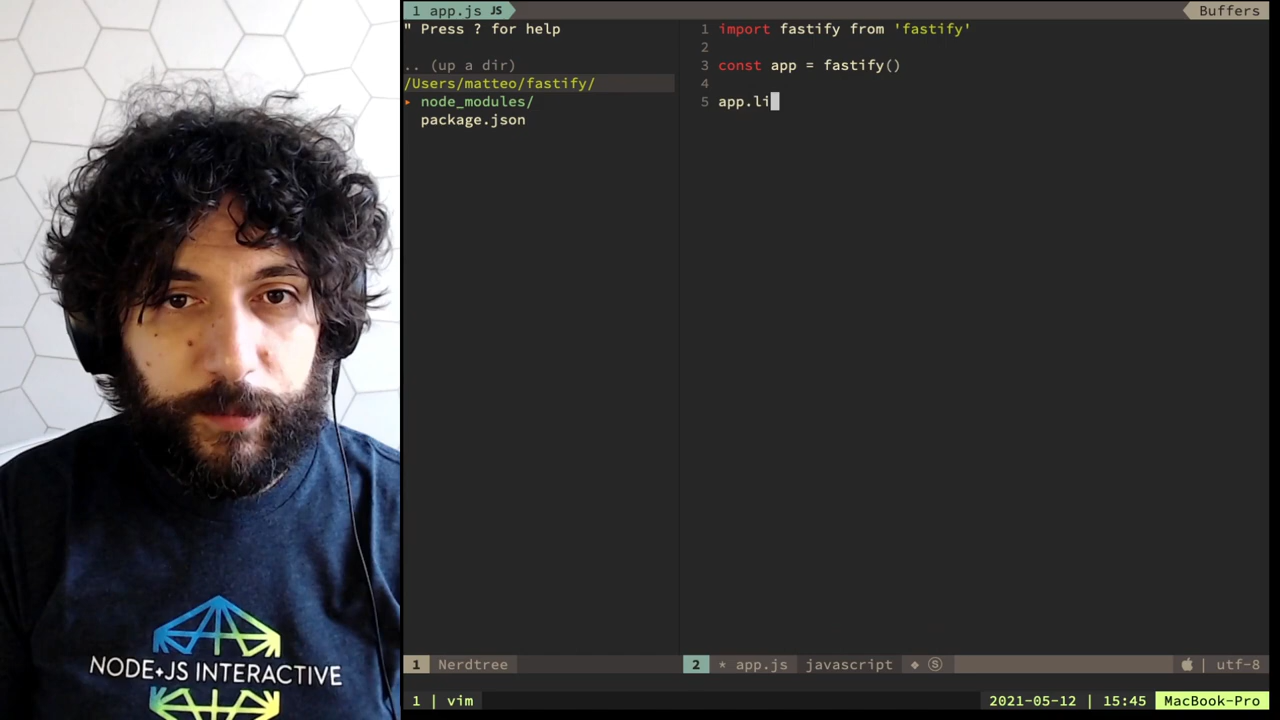 1 app.js JS
Buffers
" Press ? for help
.. (up a dir)
/Users/matteo/fastify/
▸ node_modules/
package.json
1 import fastify from 'fastify'
2
3 const app = fastify()
4
5 app.li
NODE+JS INTERACTIVE
1 Nerdtree
2 * app.js javascript ◆ Ⓢ
| utf-8
1 | vim
2021-05-12 | 15:45 MacBook-Pro